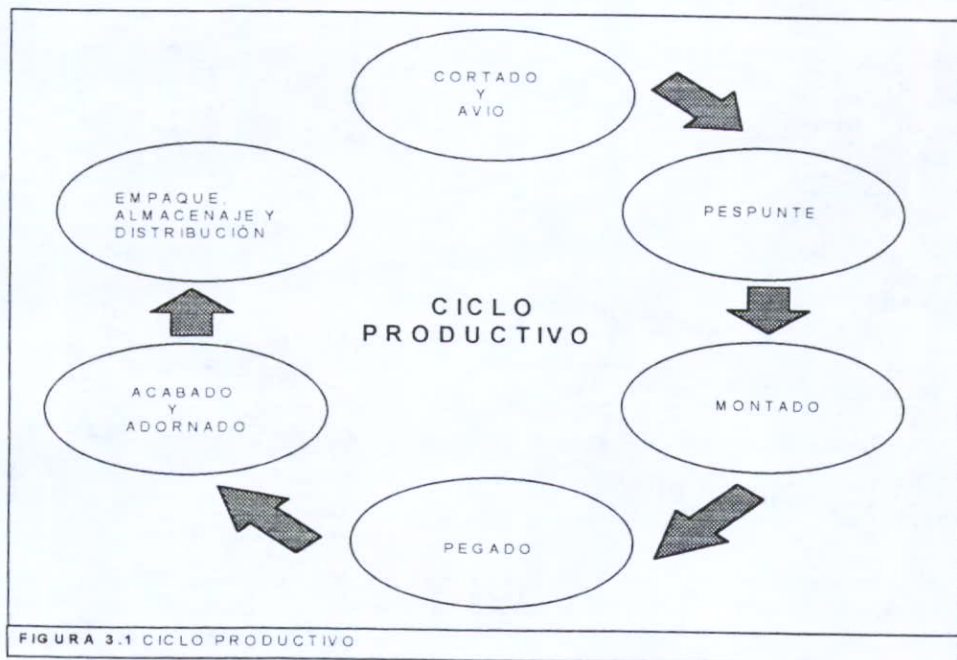 CORTADO
Y
AVIO
PESPUNTE
MONTADO
PEGADO
ACABADO
Y
ADORNADO
EMPAQUE,
ALMACENAJE Y
DISTRIBUCIÓN
CICLO
PRODUCTIVO
FIGURA 3.1 CICLO PRODUCTIVO